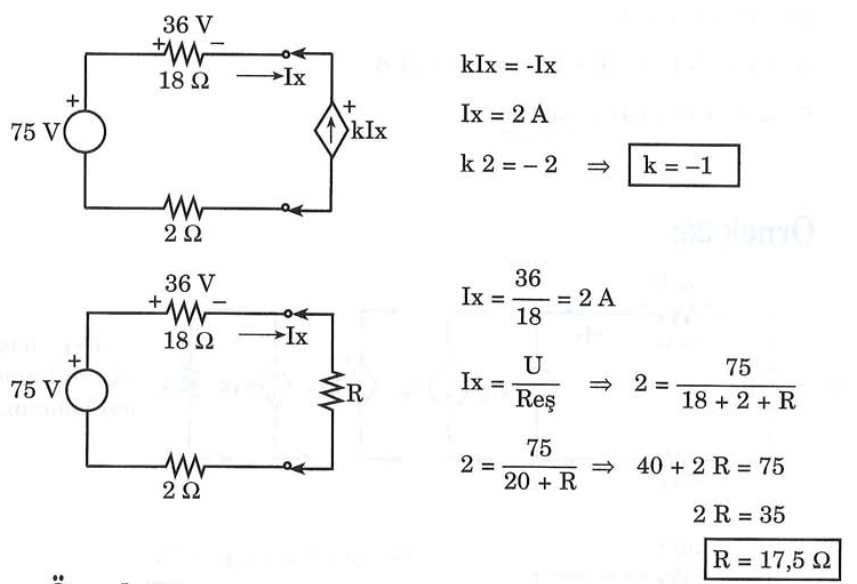 36 V
+ −
18 Ω
Ix
+
75 V
+
kIx
2 Ω
kIx = -Ix
Ix = 2 A
k 2 = – 2 ⇒ k = –1
36 V
+ −
18 Ω
Ix
+
75 V
R
2 Ω
Ix = 36/18 = 2 A
Ix = U/Reş ⇒ 2 = 75/(18 + 2 + R)
2 = 75/(20 + R) ⇒ 40 + 2 R = 75
2 R = 35
R = 17,5 Ω